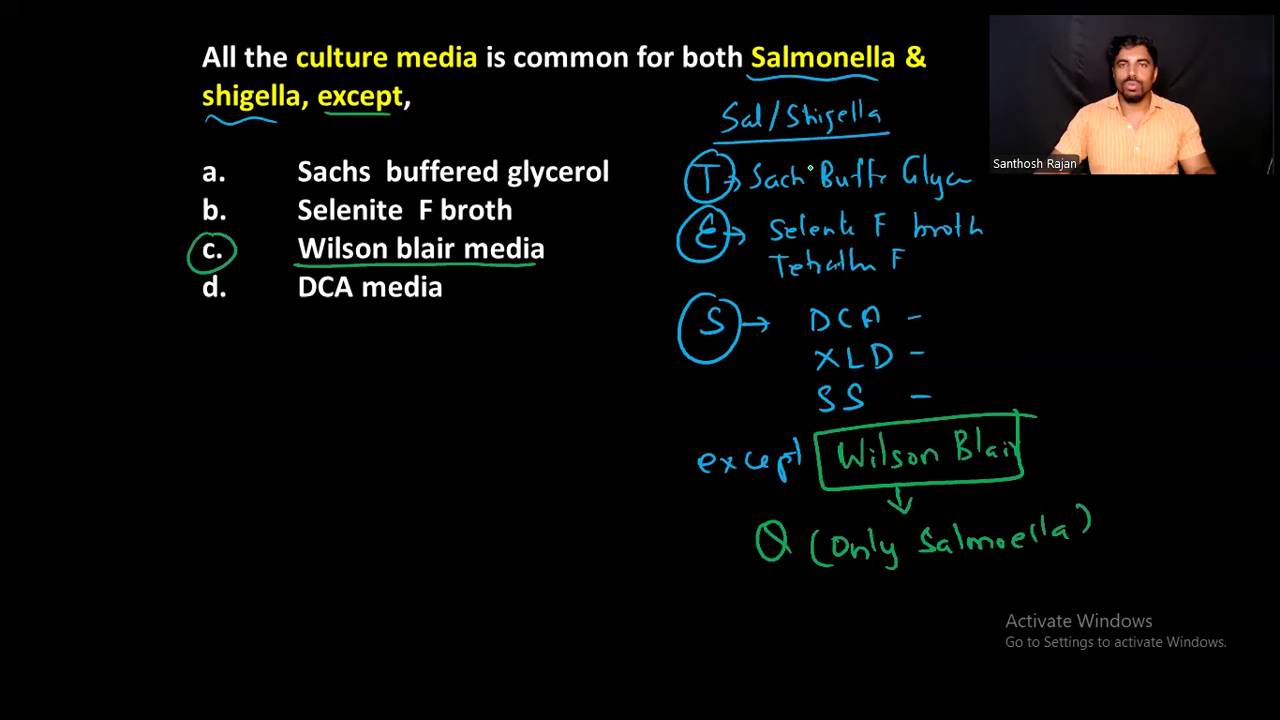 All the culture media is common for both Salmonella &
shigella, except,
a. Sachs buffered glycerol
b. Selenite F broth
c. Wilson blair media
d. DCA media
Sal/Shigella
T → Sach Buffr Glyce
E → Selenite F broth
Tetrathn F
S → DCA -
XLD -
SS -
except Wilson Blair
(Only Salmoella)
Santhosh Rajan
Activate Windows
Go to Settings to activate Windows.